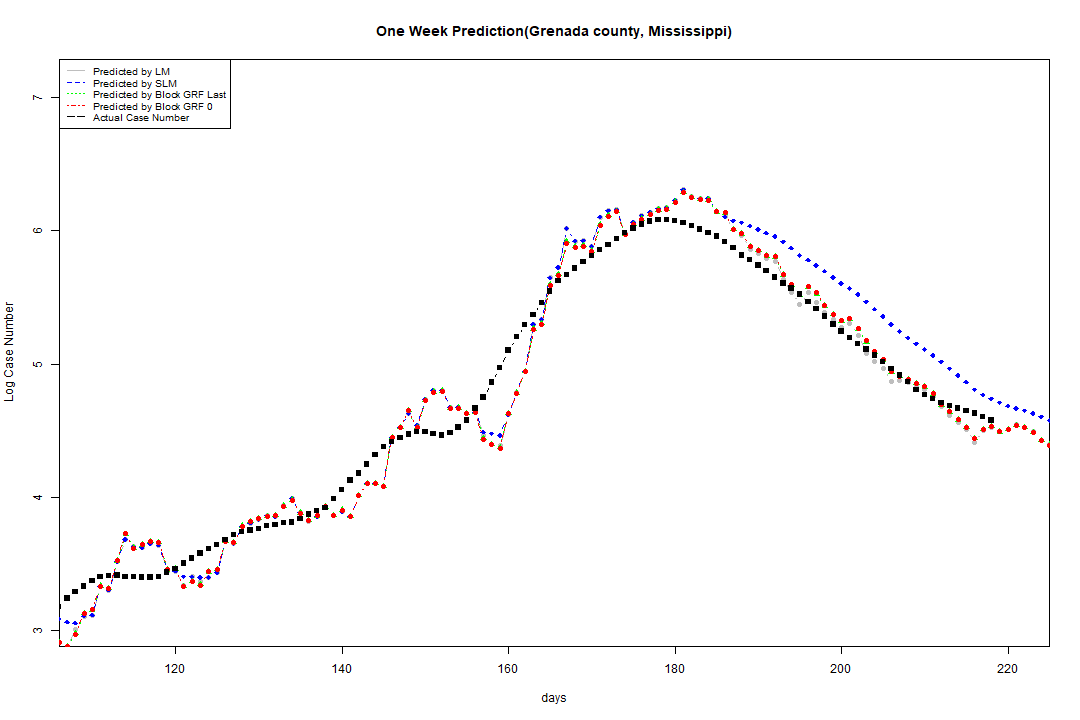 One Week Prediction(Grenada county, Mississippi)
Predicted by LM
Predicted by SLM
Predicted by Block GRF Last
Predicted by Block GRF 0
Actual Case Number
7
6
5
4
3
Log Case Number
120 140 160 180 200 220
days